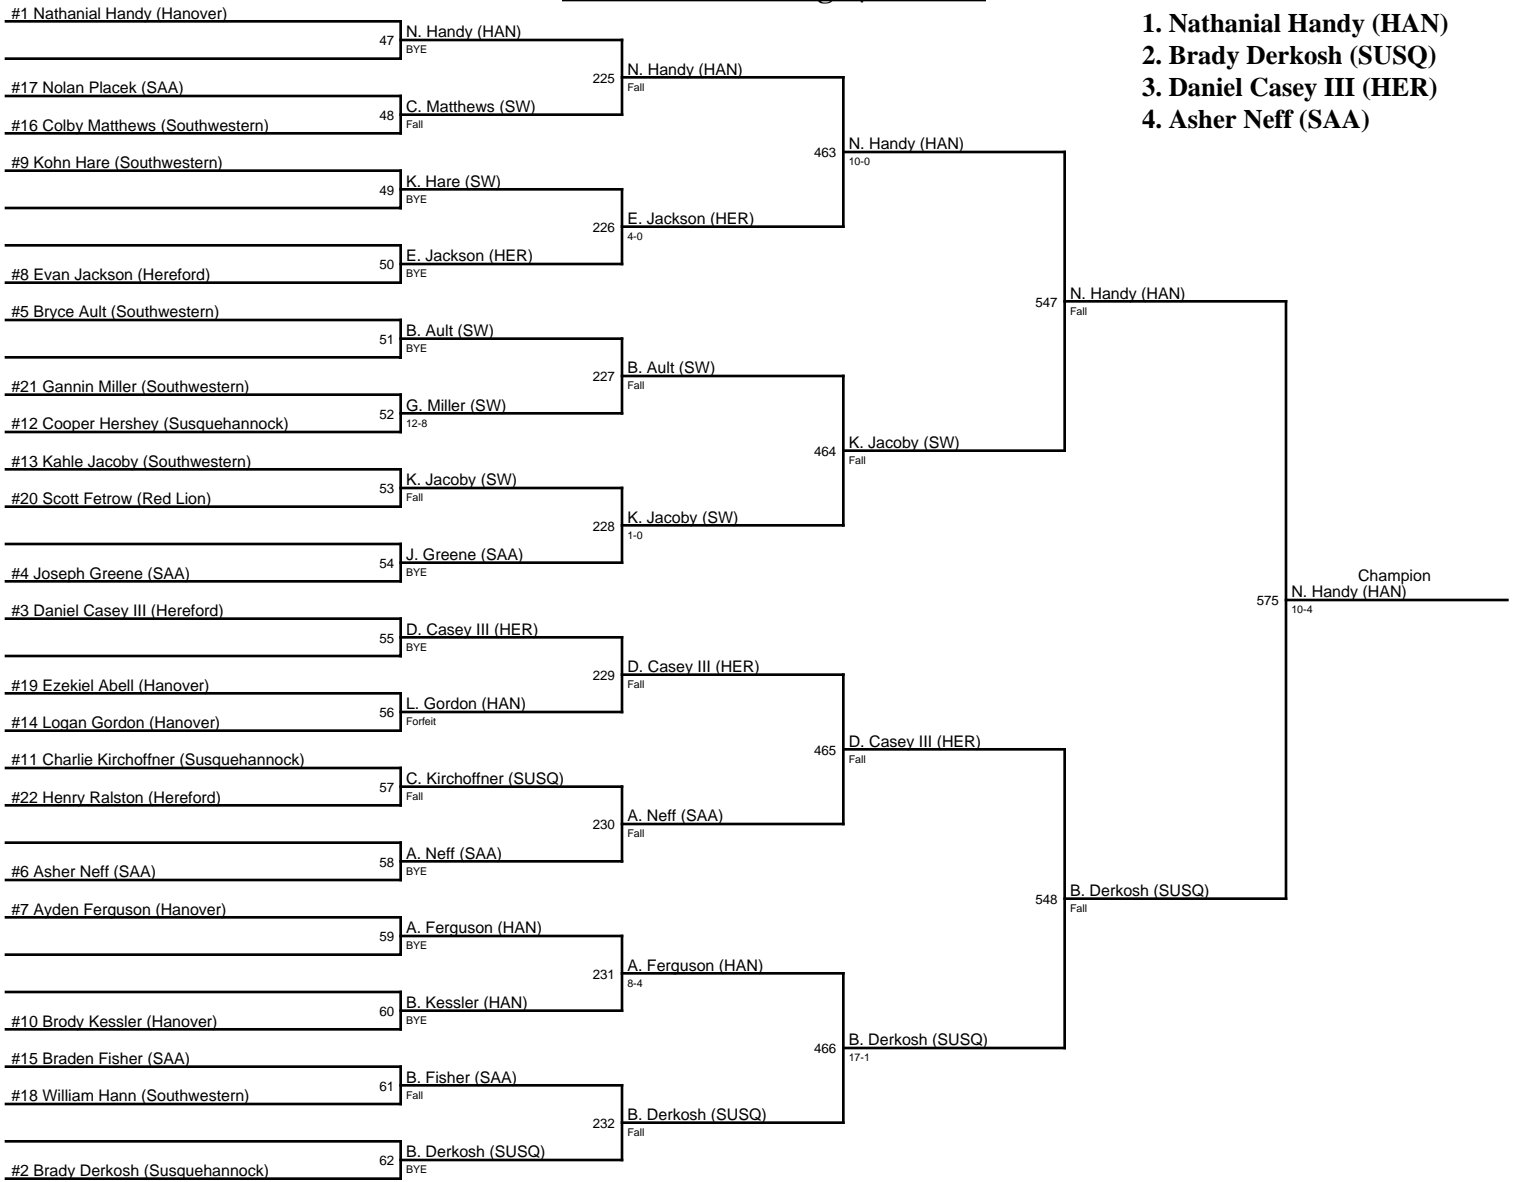 1. Nathanial Handy (HAN)
2. Brady Derkosh (SUSQ)
3. Daniel Casey III (HER)
4. Asher Neff (SAA)
#1 Nathanial Handy (Hanover)
#17 Nolan Placek (SAA)
#16 Colby Matthews (Southwestern)
#9 Kohn Hare (Southwestern)
#8 Evan Jackson (Hereford)
#5 Bryce Ault (Southwestern)
#21 Gannin Miller (Southwestern)
#12 Cooper Hershey (Susquehannock)
#13 Kahle Jacoby (Southwestern)
#20 Scott Fetrow (Red Lion)
#4 Joseph Greene (SAA)
#3 Daniel Casey III (Hereford)
#19 Ezekiel Abell (Hanover)
#14 Logan Gordon (Hanover)
#11 Charlie Kirchoffner (Susquehannock)
#22 Henry Ralston (Hereford)
#6 Asher Neff (SAA)
#7 Ayden Ferguson (Hanover)
#10 Brody Kessler (Hanover)
#15 Braden Fisher (SAA)
#18 William Hann (Southwestern)
#2 Brady Derkosh (Susquehannock)
47 N. Handy (HAN)
BYE
48 C. Matthews (SW)
Fall
49 K. Hare (SW)
BYE
50 E. Jackson (HER)
BYE
51 B. Ault (SW)
BYE
52 G. Miller (SW)
12-8
53 K. Jacoby (SW)
Fall
54 J. Greene (SAA)
BYE
55 D. Casey III (HER)
BYE
56 L. Gordon (HAN)
Forfeit
57 C. Kirchoffner (SUSQ)
Fall
58 A. Neff (SAA)
BYE
59 A. Ferguson (HAN)
BYE
60 B. Kessler (HAN)
BYE
61 B. Fisher (SAA)
Fall
62 B. Derkosh (SUSQ)
BYE
225 N. Handy (HAN)
Fall
226 E. Jackson (HER)
4-0
227 B. Ault (SW)
Fall
228 K. Jacoby (SW)
1-0
229 D. Casey III (HER)
Fall
230 A. Neff (SAA)
Fall
231 A. Ferguson (HAN)
8-4
232 B. Derkosh (SUSQ)
Fall
463 N. Handy (HAN)
10-0
464 K. Jacoby (SW)
Fall
465 D. Casey III (HER)
Fall
466 B. Derkosh (SUSQ)
17-1
547 N. Handy (HAN)
Fall
548 B. Derkosh (SUSQ)
Fall
Champion
575 N. Handy (HAN)
10-4